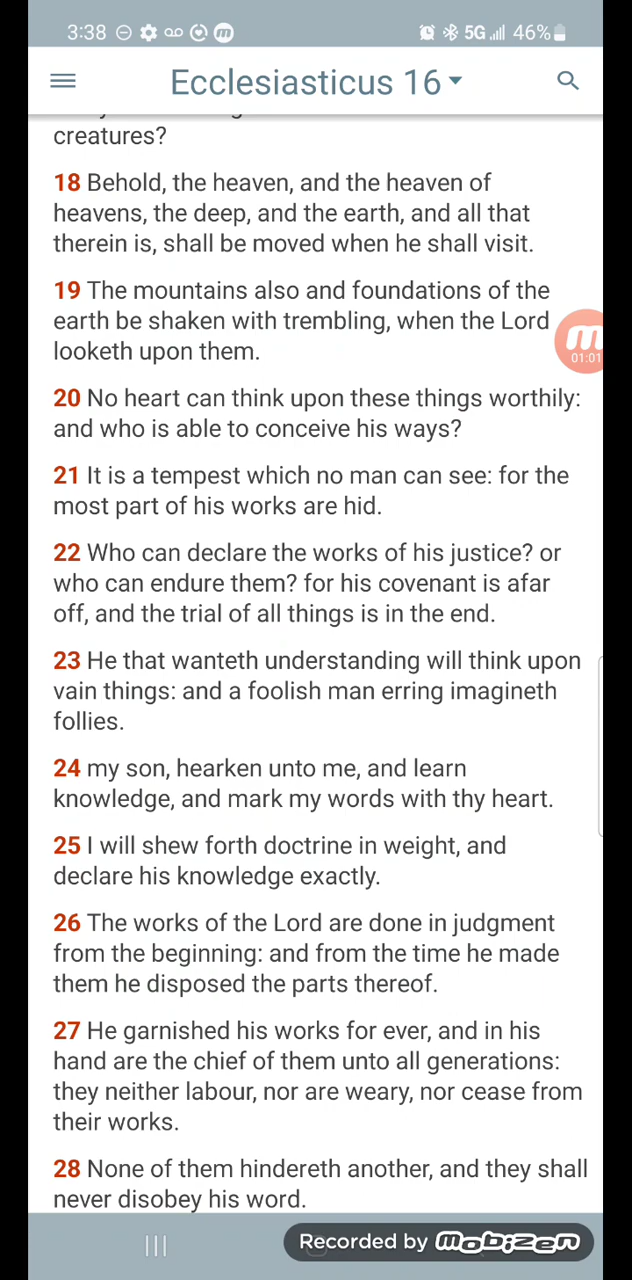 3:38 5G 46%
Ecclesiasticus 16
creatures?
18 Behold, the heaven, and the heaven of
heavens, the deep, and the earth, and all that
therein is, shall be moved when he shall visit.
19 The mountains also and foundations of the
earth be shaken with trembling, when the Lord
looketh upon them.
01:01
20 No heart can think upon these things worthily:
and who is able to conceive his ways?
21 It is a tempest which no man can see: for the
most part of his works are hid.
22 Who can declare the works of his justice? or
who can endure them? for his covenant is afar
off, and the trial of all things is in the end.
23 He that wanteth understanding will think upon
vain things: and a foolish man erring imagineth
follies.
24 my son, hearken unto me, and learn
knowledge, and mark my words with thy heart.
25 I will shew forth doctrine in weight, and
declare his knowledge exactly.
26 The works of the Lord are done in judgment
from the beginning: and from the time he made
them he disposed the parts thereof.
27 He garnished his works for ever, and in his
hand are the chief of them unto all generations:
they neither labour, nor are weary, nor cease from
their works.
28 None of them hindereth another, and they shall
never disobey his word.
Recorded by mobizen